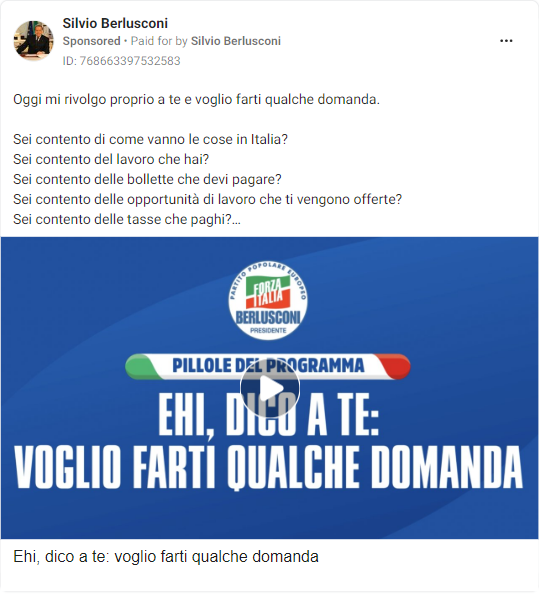 Silvio Berlusconi
Sponsored • Paid for by Silvio Berlusconi
ID: 768663397532583
Oggi mi rivolgo proprio a te e voglio farti qualche domanda.
Sei contento di come vanno le cose in Italia?
Sei contento del lavoro che hai?
Sei contento delle bollette che devi pagare?
Sei contento delle opportunità di lavoro che ti vengono offerte?
Sei contento delle tasse che paghi?...
PARTITO POPOLARE EUROPEO
FORZA
ITALIA
BERLUSCONI
PRESIDENTE
PILLOLE DEL PROGRAMMA
EHI, DICO A TE:
VOGLIO FARTI QUALCHE DOMANDA
Ehi, dico a te: voglio farti qualche domanda